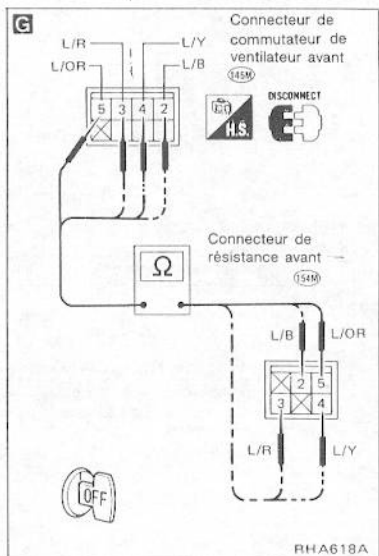 G
Connecteur de
commutateur de
ventilateur avant
145M
L/R
L/Y
L/OR
L/B
5 3 4 2
H.S.
DISCONNECT
Ω
Connecteur de
résistance avant
154M
L/B
L/OR
2 5
3 4
L/R
L/Y
OFF
RHA618A